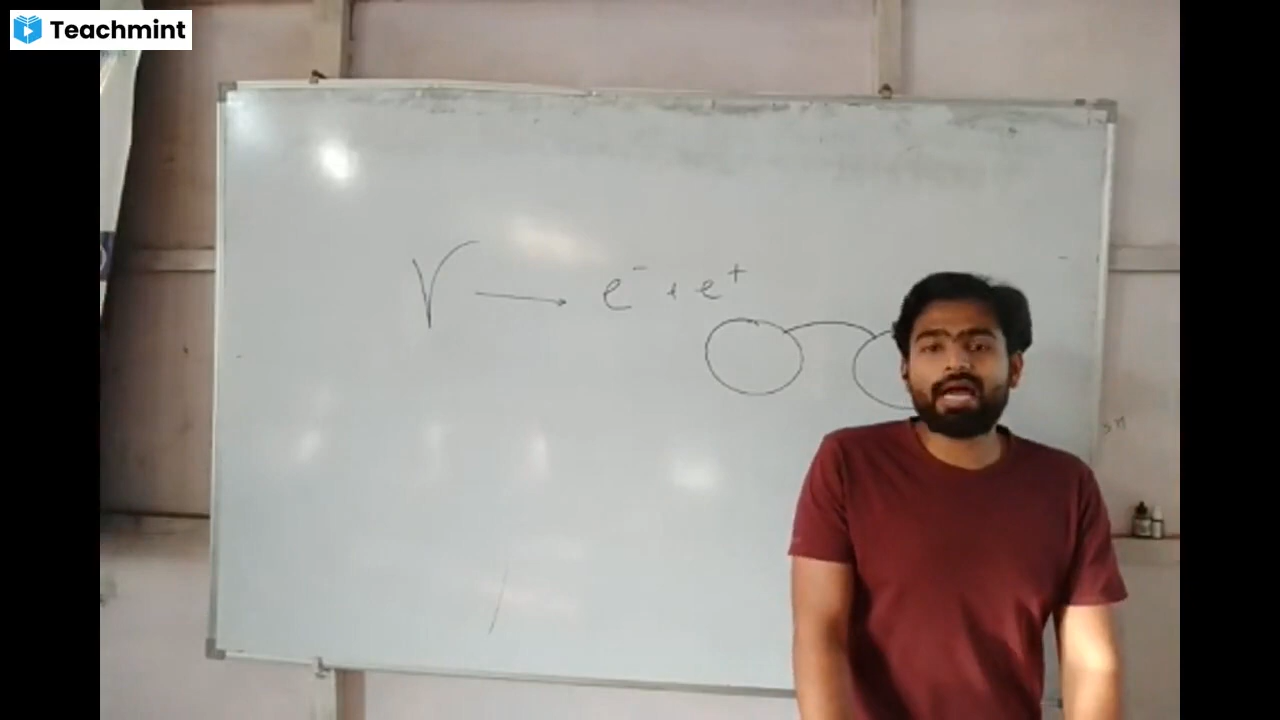 Teachmint
γ → e⁻ + e⁺